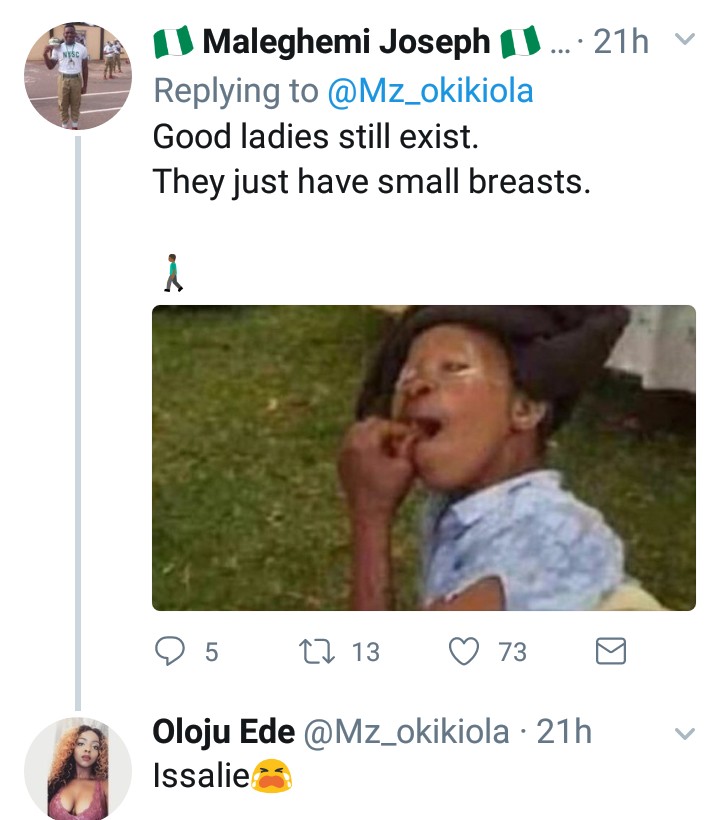 🇳🇬 Maleghemi Joseph 🇳🇬 ... · 21h
Replying to @Mz_okikiola
Good ladies still exist.
They just have small breasts.
🚶🏾‍♂️
5 13 73
Oloju Ede @Mz_okikiola · 21h
Issalie😭